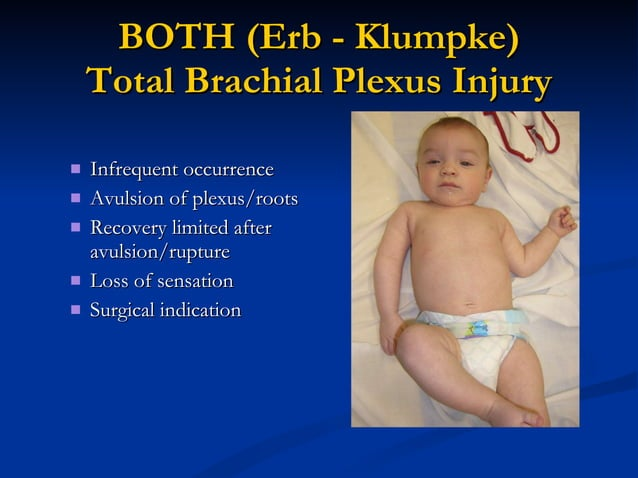 BOTH (Erb - Klumpke)
Total Brachial Plexus Injury
Infrequent occurrence
Avulsion of plexus/roots
Recovery limited after
avulsion/rupture
Loss of sensation
Surgical indication